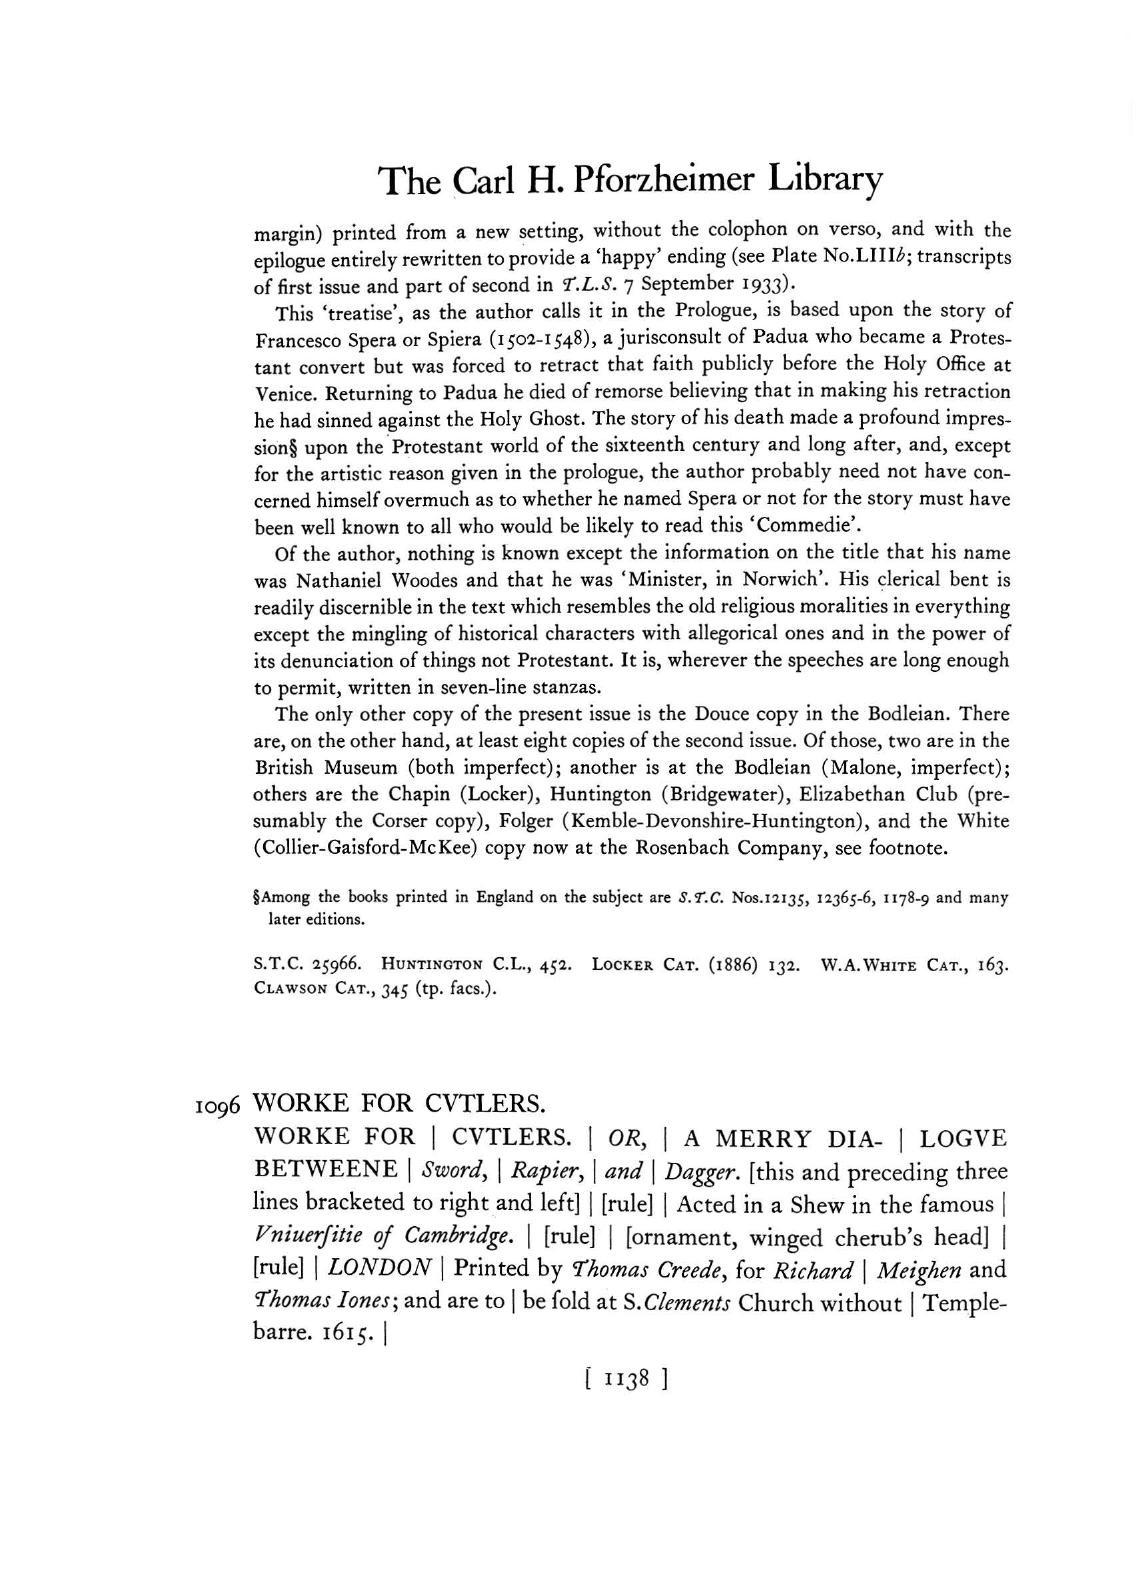 The Carl H. Pforzheimer Library
margin) printed from a new setting, without the colophon on verso, and with the
epilogue entirely rewritten to provide a ‘happy’ ending (see Plate No.LIIIb; transcripts
of first issue and part of second in T.L.S. 7 September 1933).
This ‘treatise’, as the author calls it in the Prologue, is based upon the story of
Francesco Spera or Spiera (1502-1548), a jurisconsult of Padua who became a Protes-
tant convert but was forced to retract that faith publicly before the Holy Office at
Venice. Returning to Padua he died of remorse believing that in making his retraction
he had sinned against the Holy Ghost. The story of his death made a profound impres-
sion§ upon the Protestant world of the sixteenth century and long after, and, except
for the artistic reason given in the prologue, the author probably need not have con-
cerned himself overmuch as to whether he named Spera or not for the story must have
been well known to all who would be likely to read this ‘Commedie’.
Of the author, nothing is known except the information on the title that his name
was Nathaniel Woodes and that he was ‘Minister, in Norwich’. His clerical bent is
readily discernible in the text which resembles the old religious moralities in everything
except the mingling of historical characters with allegorical ones and in the power of
its denunciation of things not Protestant. It is, wherever the speeches are long enough
to permit, written in seven-line stanzas.
The only other copy of the present issue is the Douce copy in the Bodleian. There
are, on the other hand, at least eight copies of the second issue. Of those, two are in the
British Museum (both imperfect); another is at the Bodleian (Malone, imperfect);
others are the Chapin (Locker), Huntington (Bridgewater), Elizabethan Club (pre-
sumably the Corser copy), Folger (Kemble-Devonshire-Huntington), and the White
(Collier-Gaisford-McKee) copy now at the Rosenbach Company, see footnote.
§Among the books printed in England on the subject are S.T.C. Nos.12135, 12365-6, 1178-9 and many
later editions.
S.T.C. 25966. HUNTINGTON C.L., 452. LOCKER CAT. (1886) 132. W.A.WHITE CAT., 163.
CLAWSON CAT., 345 (tp. facs.).
1096 WORKE FOR CVTLERS.
WORKE FOR | CVTLERS. | OR, | A MERRY DIA- | LOGVE
BETWEENE | Sword, | Rapier, | and | Dagger. [this and preceding three
lines bracketed to right and left] | [rule] | Acted in a Shew in the famous |
Vniuerſitie of Cambridge. | [rule] | [ornament, winged cherub’s head] |
[rule] | LONDON | Printed by Thomas Creede, for Richard | Meighen and
Thomas Iones; and are to | be ſold at S.Clements Church without | Temple-
barre. 1615. |
[ 1138 ]